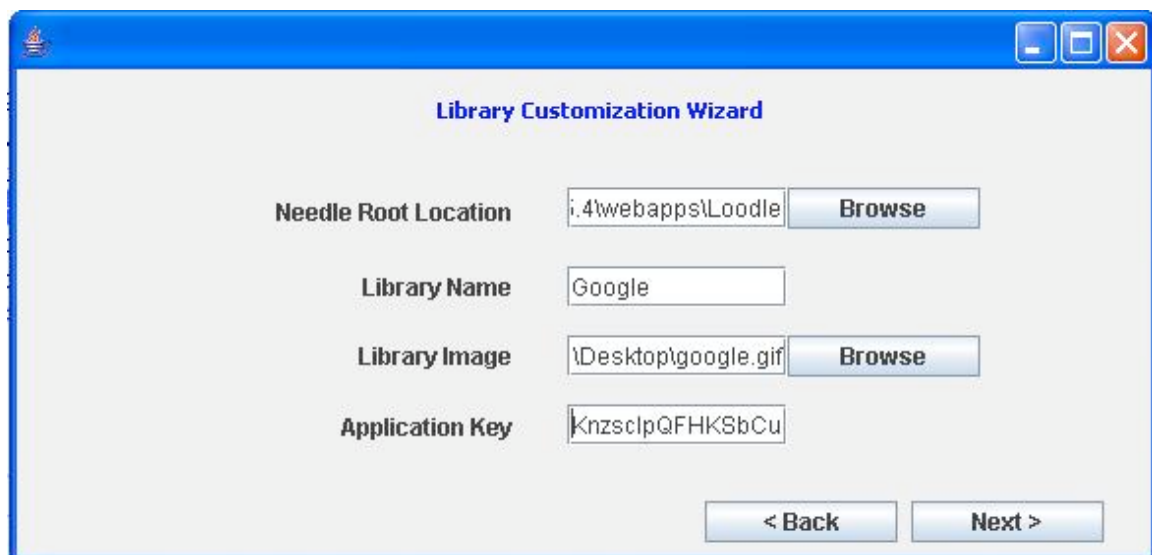 Library Customization Wizard
Needle Root Location .4\webapps\Loodle Browse
Library Name Google
Library Image \Desktop\google.gif Browse
Application Key KnzscIpQFHKSbCu
< Back Next >